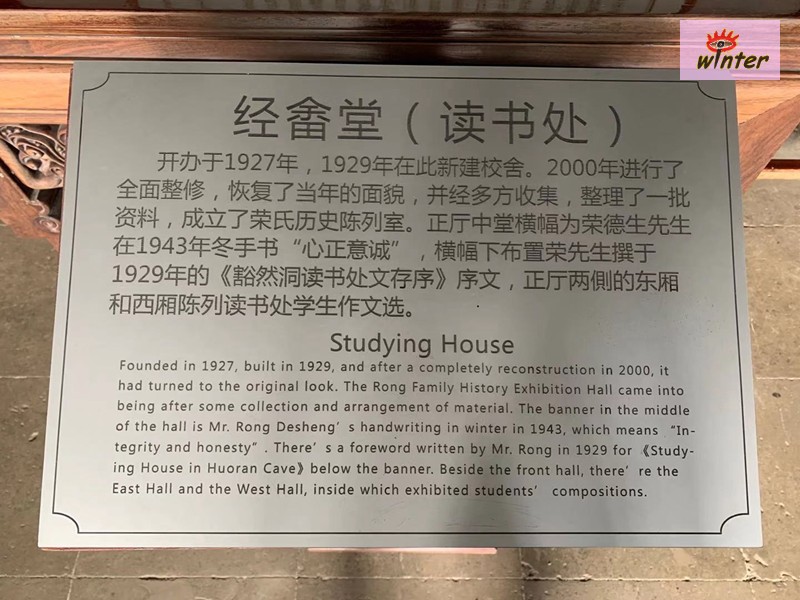 winter
经畬堂（读书处）
开办于1927年，1929年在此新建校舍。2000年进行了
全面整修，恢复了当年的面貌，并经多方收集，整理了一批
资料，成立了荣氏历史陈列室。正厅中堂横幅为荣德生先生
在1943年冬手书“心正意诚”，横幅下布置荣先生撰于
1929年的《豁然洞读书处文存序》序文，正厅两侧的东厢
和西厢陈列读书处学生作文选。
Studying House
Founded in 1927, built in 1929, and after a completely reconstruction in 2000, it
had turned to the original look. The Rong Family History Exhibition Hall came into
being after some collection and arrangement of material. The banner in the middle
of the hall is Mr. Rong Desheng’s handwriting in winter in 1943, which means “In-
tegrity and honesty”. There’s a foreword written by Mr. Rong in 1929 for《Study-
ing House in Huoran Cave》below the banner. Beside the front hall, there’re the
East Hall and the West Hall, inside which exhibited students’ compositions.